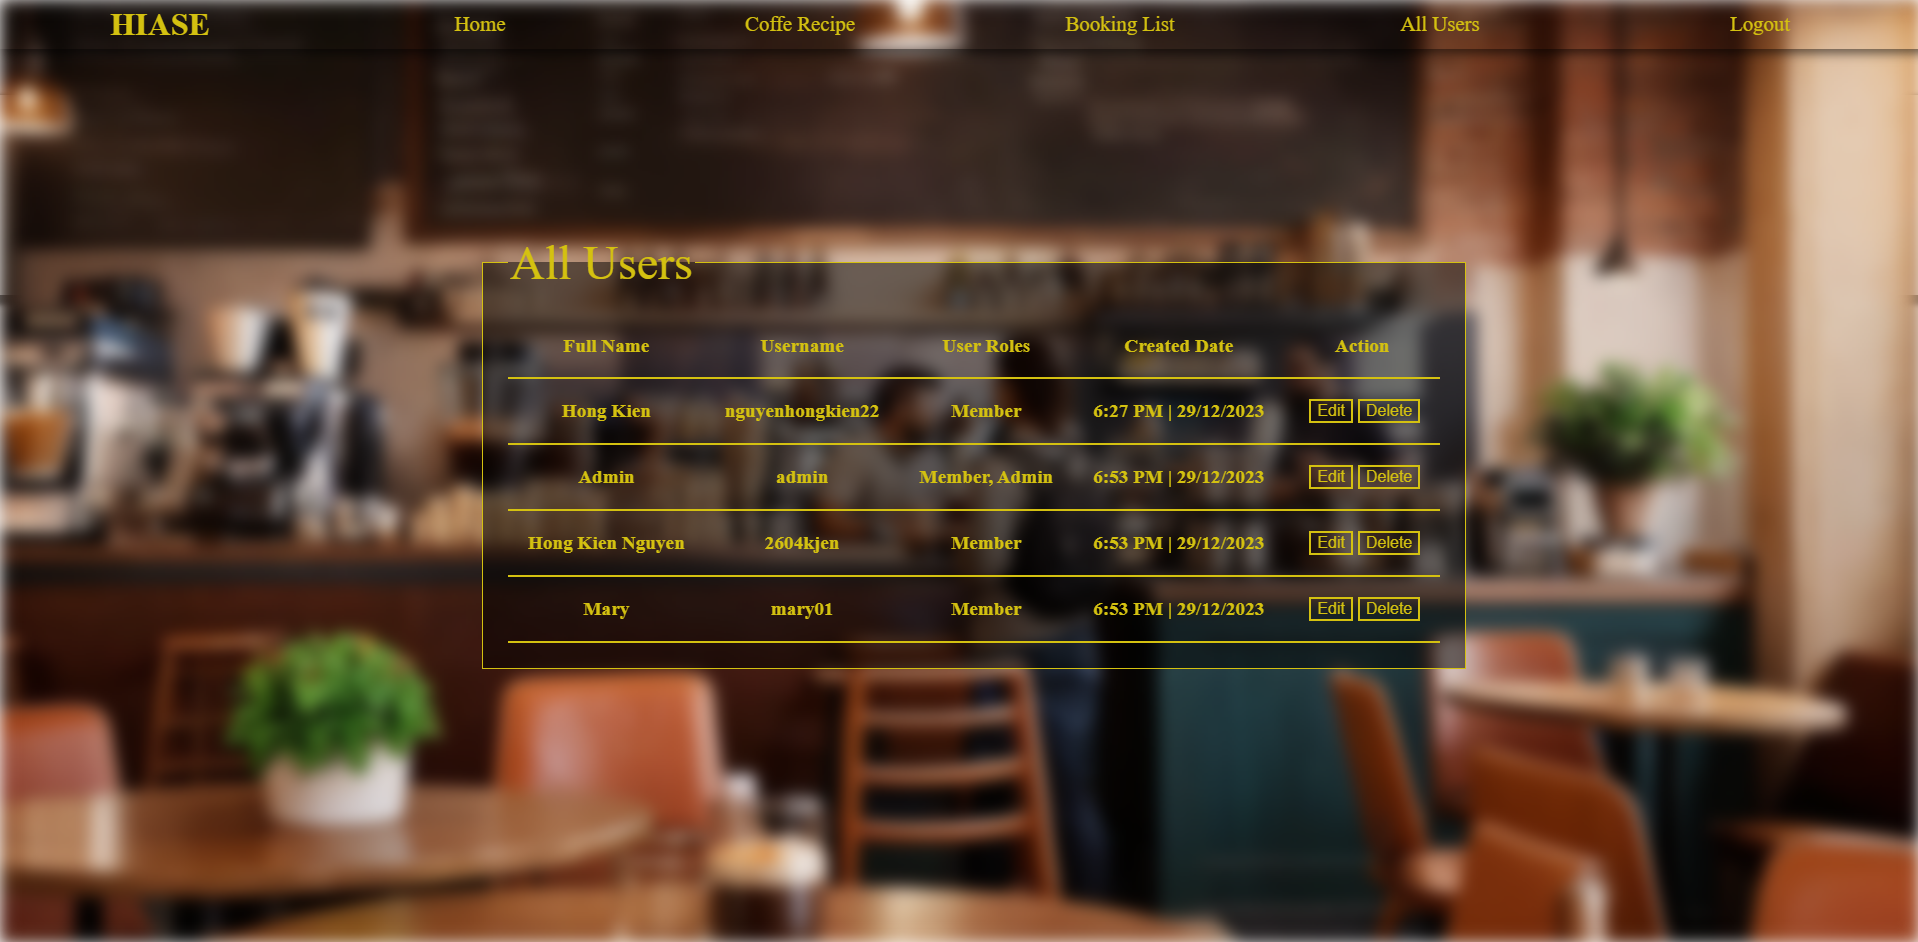 HIASE Home Coffe Recipe Booking List All Users Logout
All Users
Full Name Username User Roles Created Date Action
Hong Kien nguyenhongkien22 Member 6:27 PM | 29/12/2023 Edit Delete
Admin admin Member, Admin 6:53 PM | 29/12/2023 Edit Delete
Hong Kien Nguyen 2604kjen Member 6:53 PM | 29/12/2023 Edit Delete
Mary mary01 Member 6:53 PM | 29/12/2023 Edit Delete